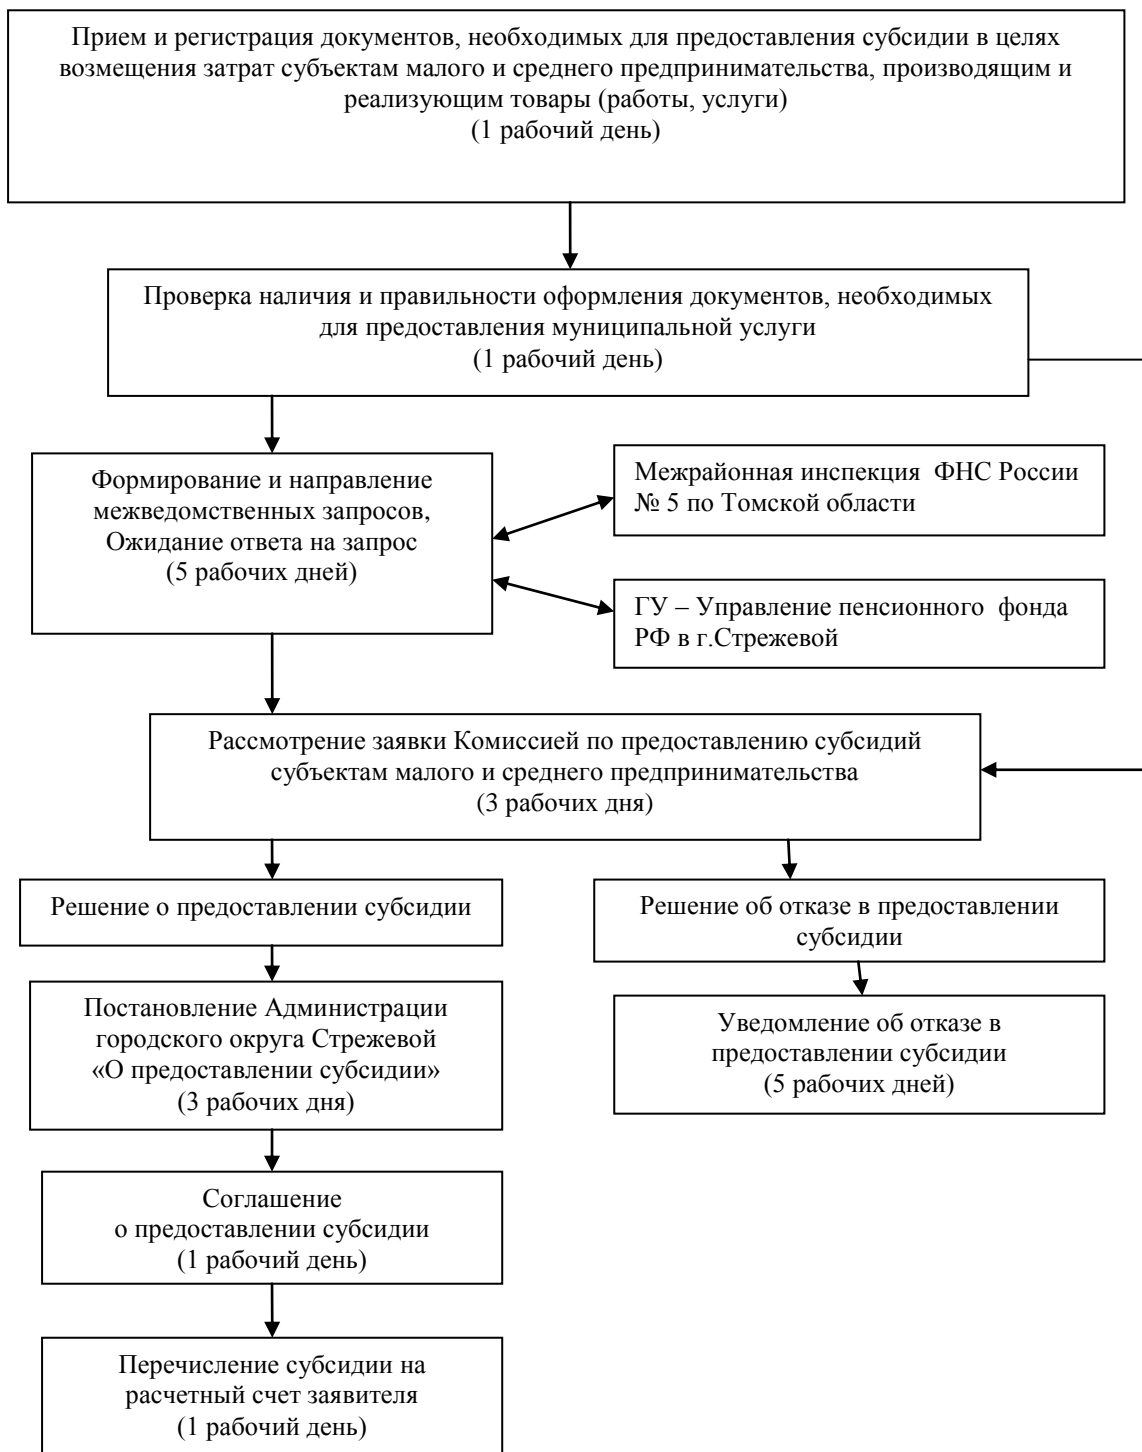 Прием и регистрация документов, необходимых для предоставления субсидии в целях
возмещения затрат субъектам малого и среднего предпринимательства, производящим и
реализующим товары (работы, услуги)
(1 рабочий день)
Проверка наличия и правильности оформления документов, необходимых
для предоставления муниципальной услуги
(1 рабочий день)
Формирование и направление
межведомственных запросов,
Ожидание ответа на запрос
(5 рабочих дней)
Межрайонная инспекция ФНС России
№ 5 по Томской области
ГУ – Управление пенсионного фонда
РФ в г.Стрежевой
Рассмотрение заявки Комиссией по предоставлению субсидий
субъектам малого и среднего предпринимательства
(3 рабочих дня)
Решение о предоставлении субсидии
Решение об отказе в предоставлении
субсидии
Постановление Администрации
городского округа Стрежевой
«О предоставлении субсидии»
(3 рабочих дня)
Уведомление об отказе в
предоставлении субсидии
(5 рабочих дней)
Соглашение
о предоставлении субсидии
(1 рабочий день)
Перечисление субсидии на
расчетный счет заявителя
(1 рабочий день)